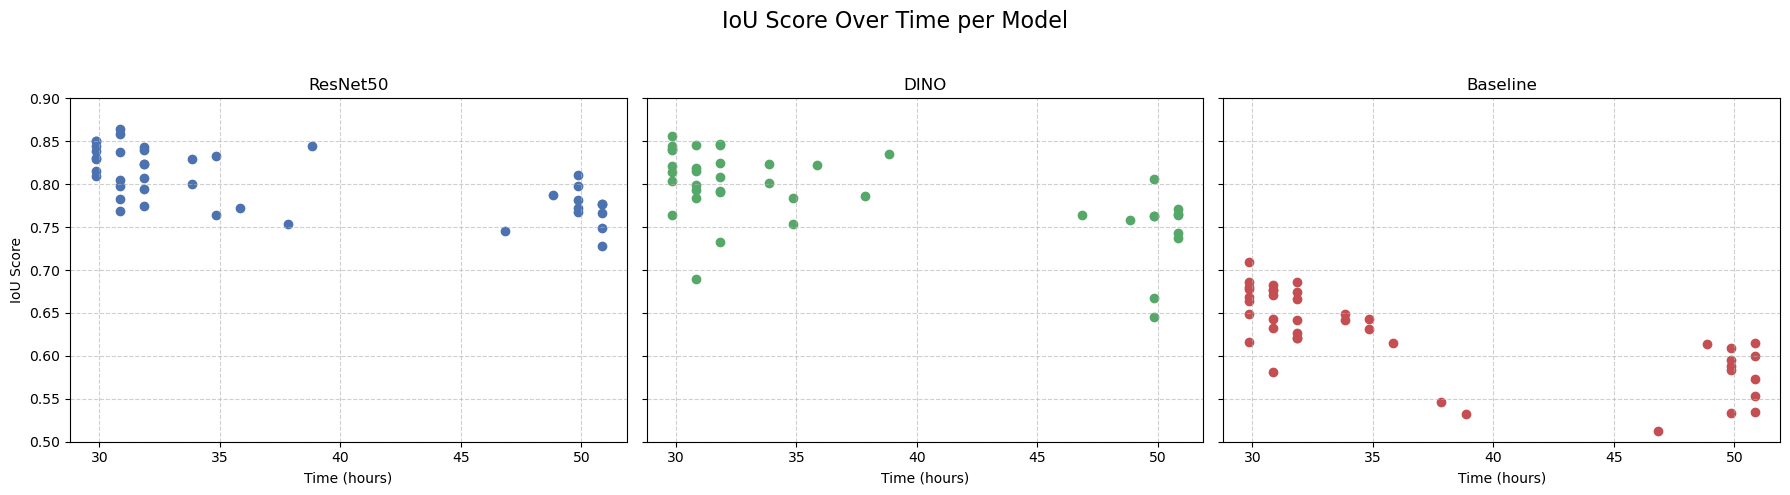 IoU Score Over Time per Model
ResNet50
DINO
Baseline
0.90
0.85
0.80
0.75
0.70
0.65
0.60
0.55
0.50
IoU Score
30 35 40 45 50
30 35 40 45 50
30 35 40 45 50
Time (hours)
Time (hours)
Time (hours)